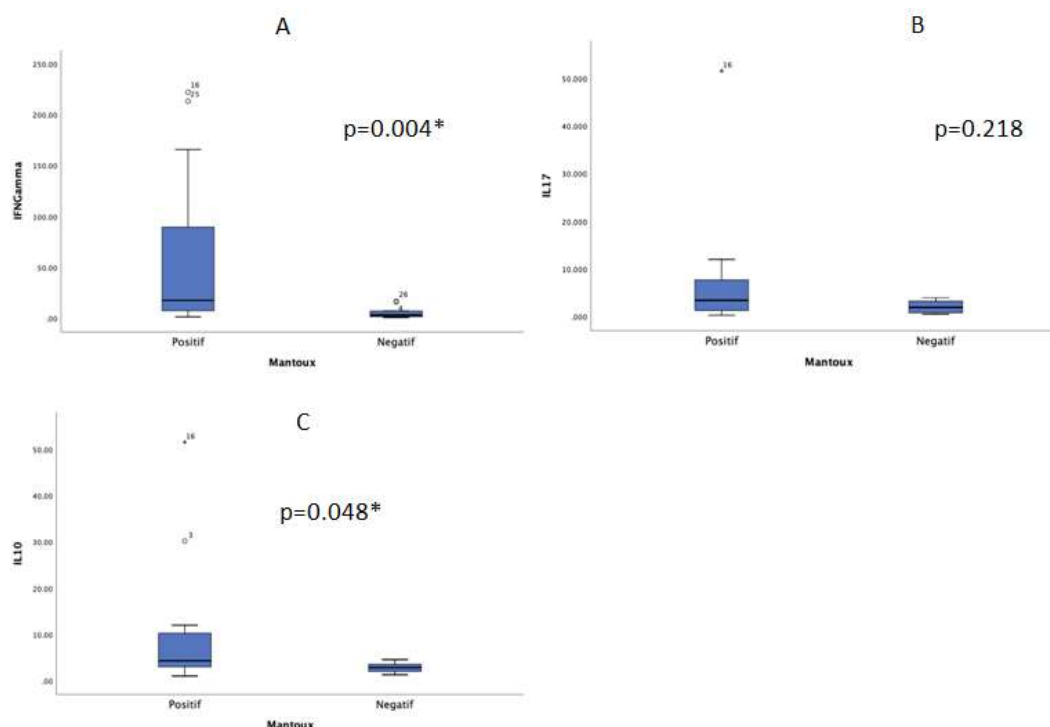 A
250.00
200.00
150.00
100.00
50.00
.00
IFNGamma
16
25
p=0.004*
26
4
Positif
Negatif
Mantoux
B
50.000
40.000
30.000
20.000
10.000
.000
IL17
16
p=0.218
Positif
Negatif
Mantoux
C
50.00
40.00
30.00
20.00
10.00
.00
IL10
16
3
p=0.048*
Positif
Negatif
Mantoux